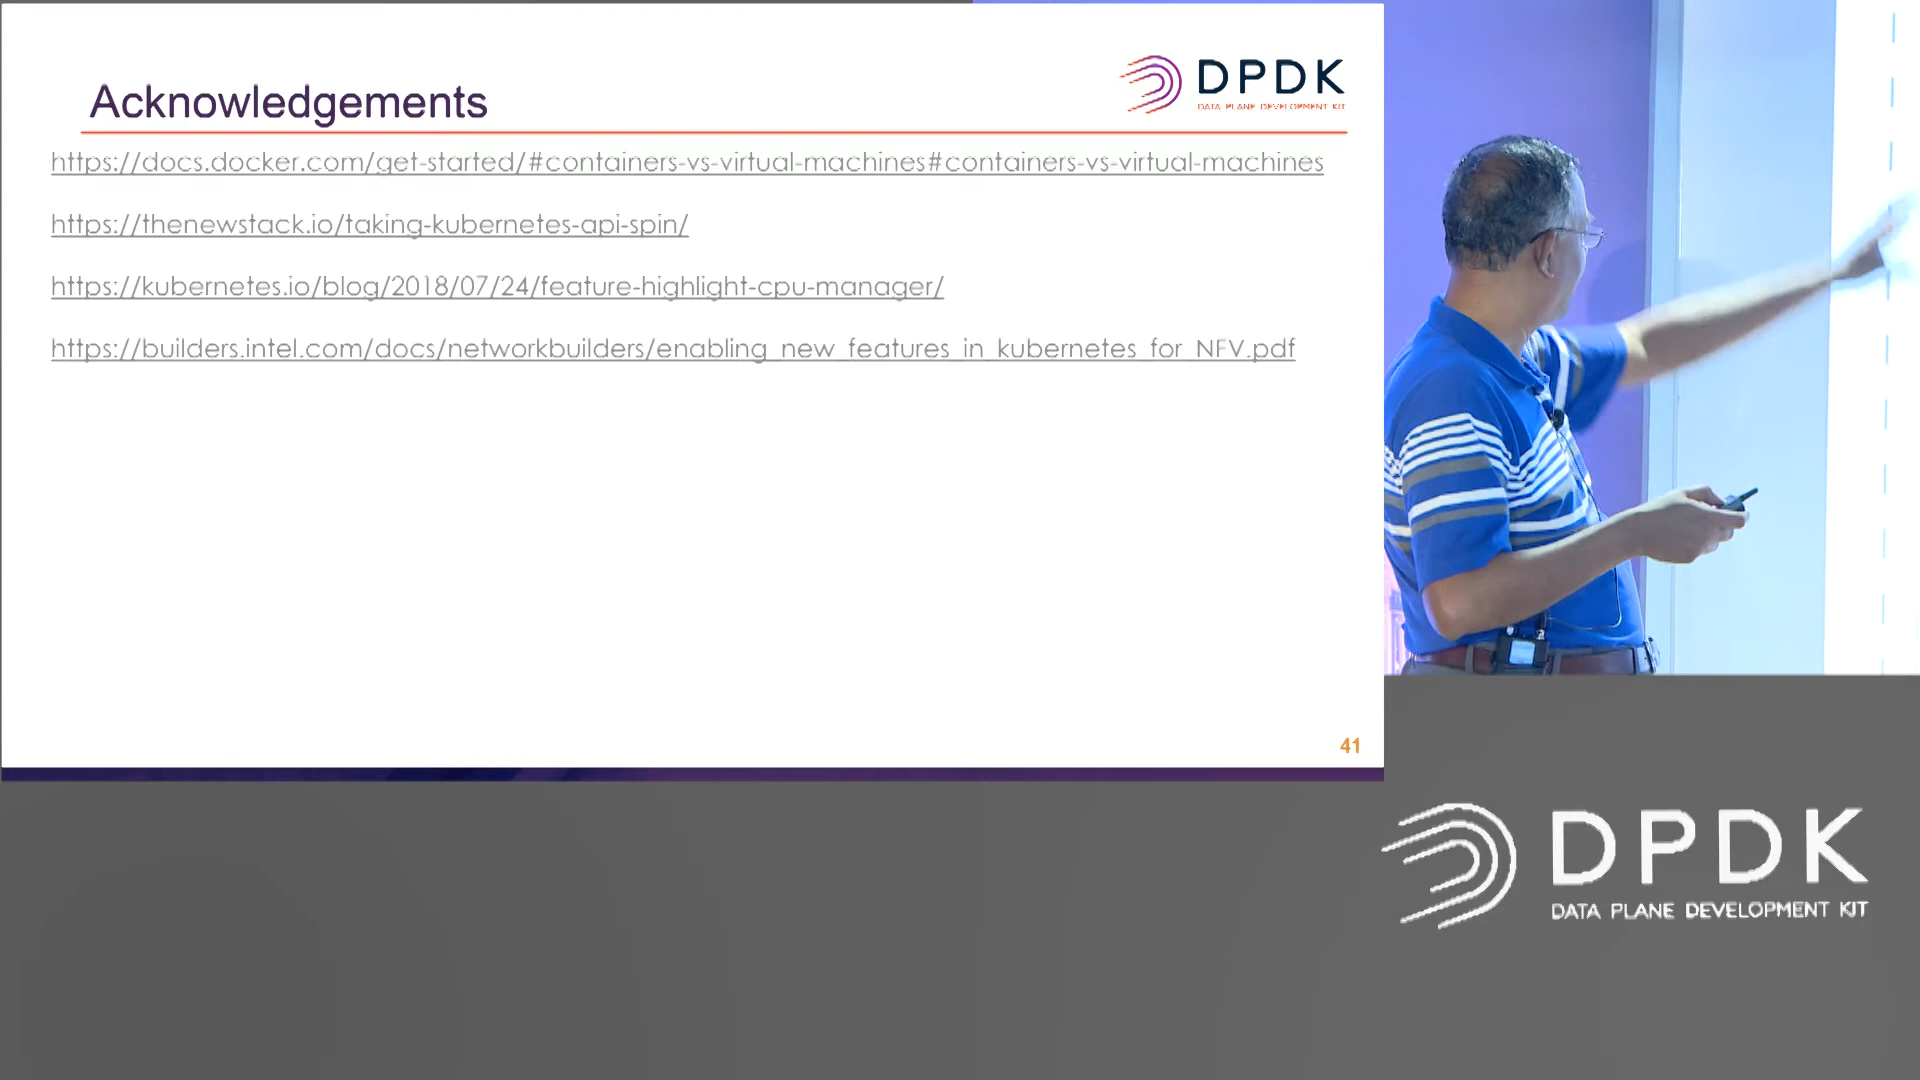 Acknowledgements
DPDK
DATA PLANE DEVELOPMENT KIT
https://docs.docker.com/get-started/#containers-vs-virtual-machines#containers-vs-virtual-machines
https://thenewstack.io/taking-kubernetes-api-spin/
https://kubernetes.io/blog/2018/07/24/feature-highlight-cpu-manager/
https://builders.intel.com/docs/networkbuilders/enabling_new_features_in_kubernetes_for_NFV.pdf
41
DPDK
DATA PLANE DEVELOPMENT KIT